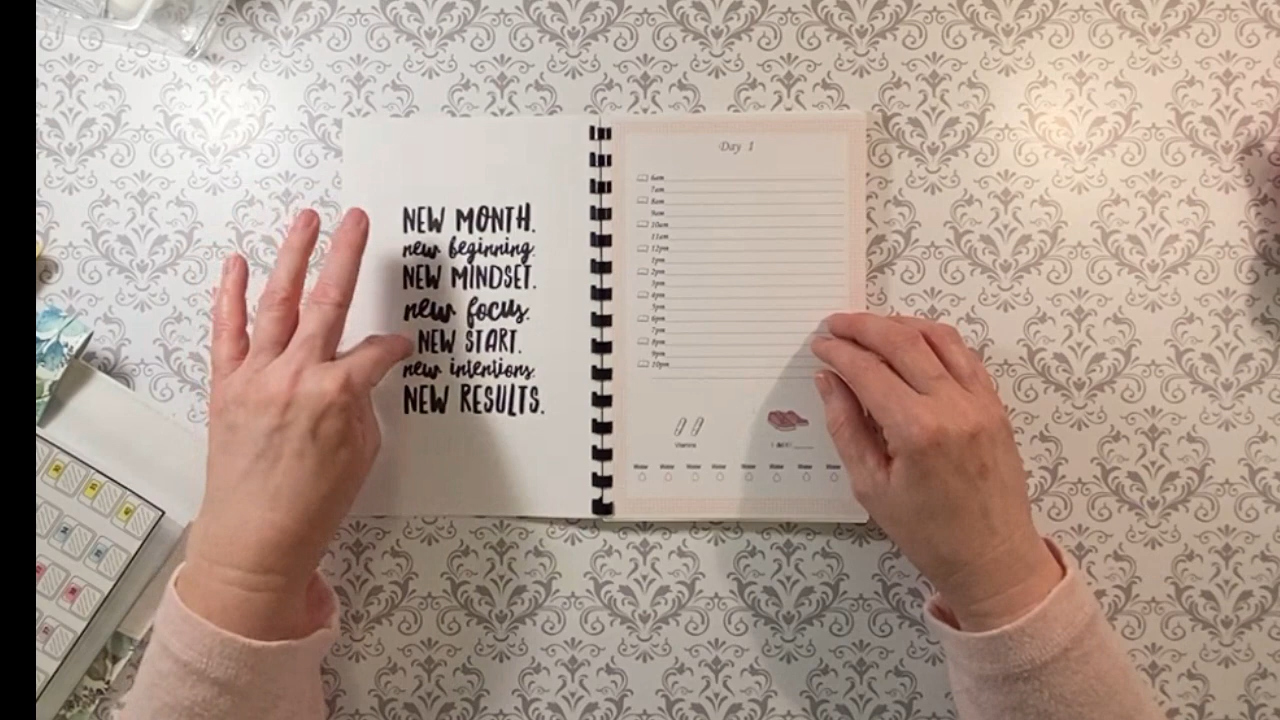 NEW MONTH.
new beginning.
NEW MINDSET.
new focus.
NEW START.
new intentions.
NEW RESULTS.
Day 1
6am
7am
8am
9am
10am
11am
12pm
1pm
2pm
3pm
4pm
5pm
6pm
7pm
8pm
9pm
10pm